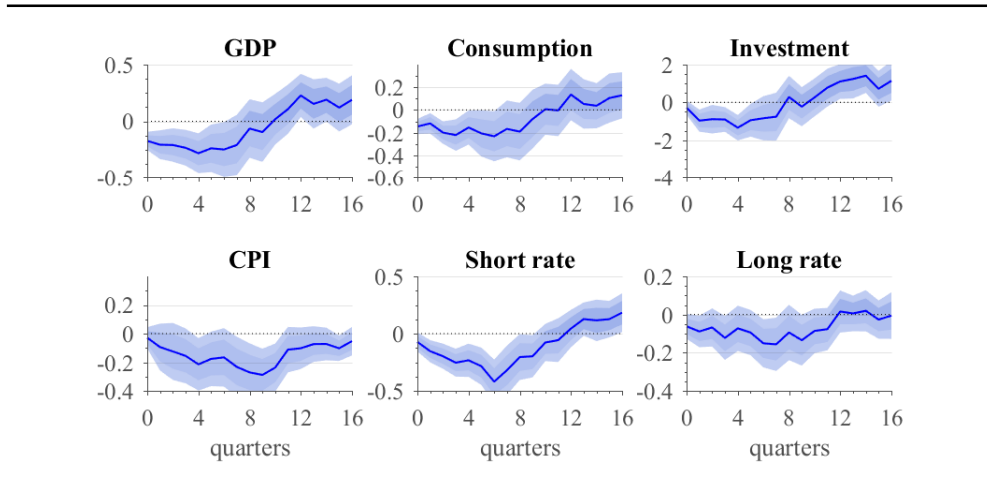 GDP Consumption Investment
0.5 0.2 2
0 0 0
-0.2 -2
-0.4
-0.5 -0.6 -4
0 4 8 12 16 0 4 8 12 16 0 4 8 12 16
CPI Short rate Long rate
0.5 0.2
0.2
0 0 0
-0.2 -0.2
-0.4 -0.5 -0.4
0 4 8 12 16 0 4 8 12 16 0 4 8 12 16
quarters quarters quarters